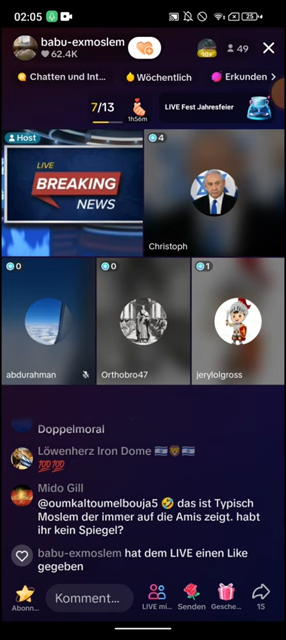 02:05
25
babu-exmoslem
62.4K
49
Chatten und Int...
Wöchentlich
Erkunden
7/13
1h56m
LIVE Fest Jahresfeier
Host
LIVE
BREAKING
NEWS
4
Christoph
0
abdurahman
0
Orthobro47
1
jerylolgross
Doppelmoral
Löwenherz Iron Dome 🇮🇱🦁🇮🇱
💯💯
Mido Gill
@oumkaltoumelbouja5 🤣 das ist Typisch
Moslem der immer auf die Amis zeigt. habt
ihr kein Spiegel?
babu-exmoslem hat dem LIVE einen Like
gegeben
Abonn...
Komment...
LIVE mi...
Senden
Gesche...
15